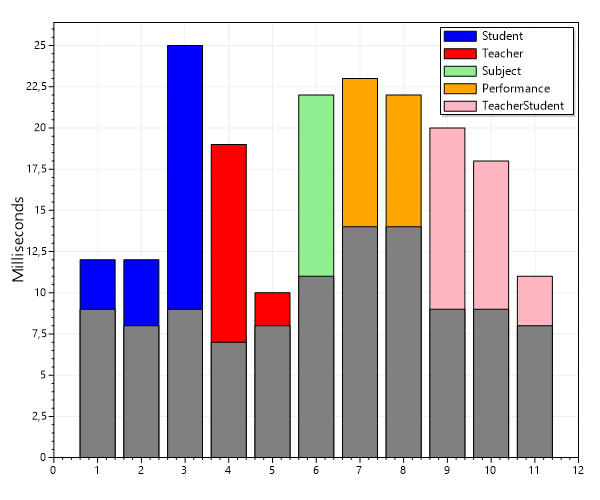 Student
Teacher
Subject
Performance
TeacherStudent
Milliseconds
25
22,5
20
17,5
15
12,5
10
7,5
5
2,5
0
0 1 2 3 4 5 6 7 8 9 10 11 12